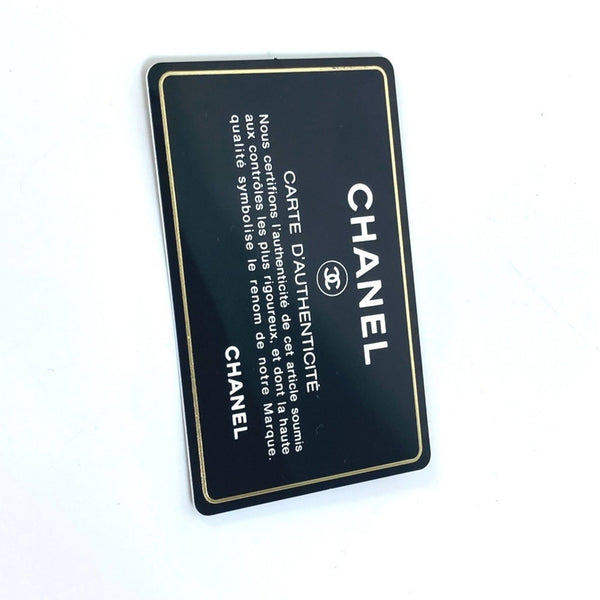 CHANEL
CARTE D'AUTHENTICITÉ
Nous certifions l'authenticité de cet article soumis
aux contrôles les plus rigoureux, et dont la haute
qualité symbolise le renom de notre Marque.
CHANEL